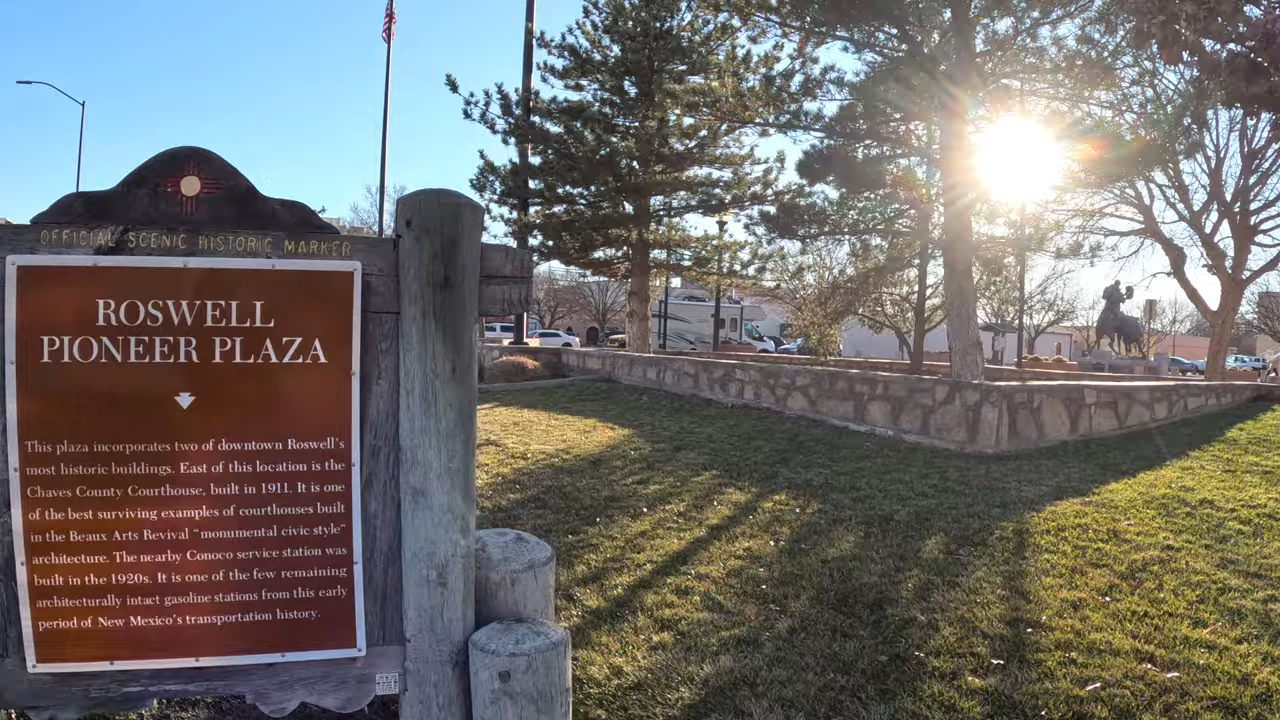 OFFICIAL SCENIC HISTORIC MARKER
ROSWELL
PIONEER PLAZA
This plaza incorporates two of downtown Roswell's
most historic buildings. East of this location is the
Chaves County Courthouse, built in 1911. It is one
of the best surviving examples of courthouses built
in the Beaux Arts Revival "monumental civic style"
architecture. The nearby Conoco service station was
built in the 1920s. It is one of the few remaining
architecturally intact gasoline stations from this early
period of New Mexico's transportation history.